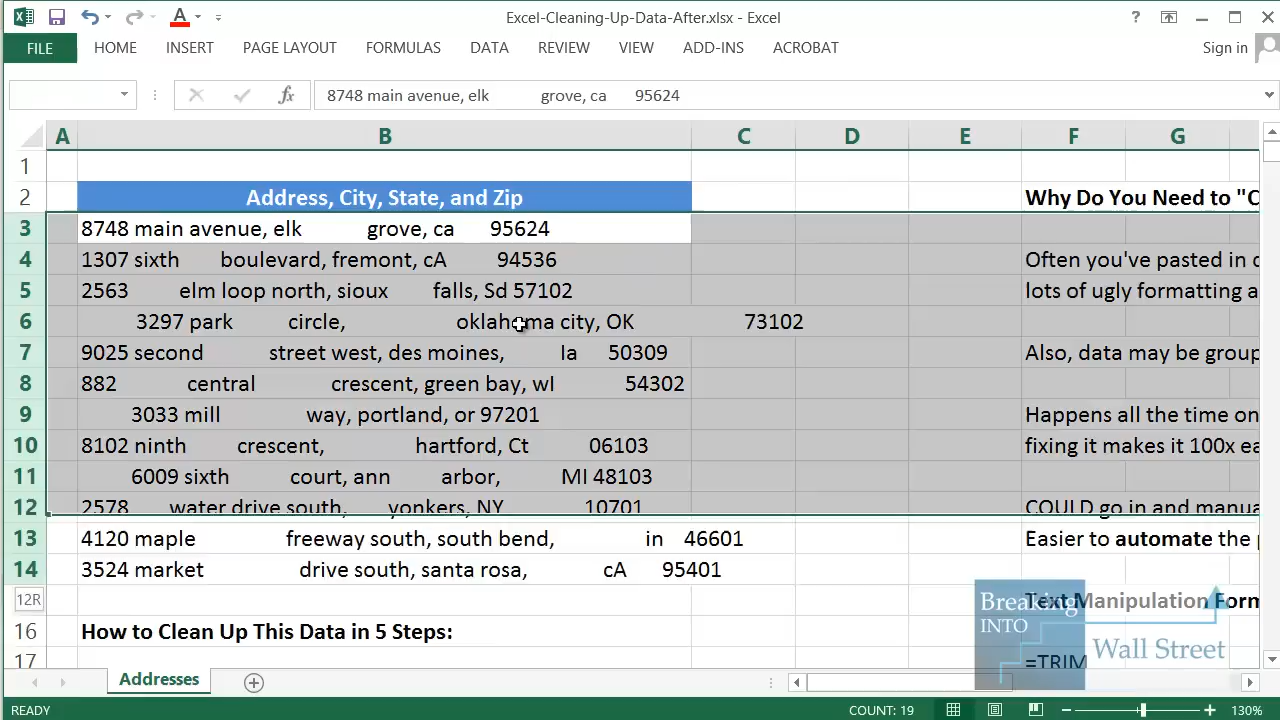 Excel-Cleaning-Up-Data-After.xlsx - Excel
?
FILE HOME INSERT PAGE LAYOUT FORMULAS DATA REVIEW VIEW ADD-INS ACROBAT Sign in
fx 8748 main avenue, elk grove, ca 95624
A B C D E F G
1
2 Address, City, State, and Zip Why Do You Need to "C
3 8748 main avenue, elk grove, ca 95624
4 1307 sixth boulevard, fremont, cA 94536 Often you've pasted in
5 2563 elm loop north, sioux falls, Sd 57102 lots of ugly formatting a
6 3297 park circle, oklahoma city, OK 73102
7 9025 second street west, des moines, Ia 50309 Also, data may be group
8 882 central crescent, green bay, wI 54302
9 3033 mill way, portland, or 97201 Happens all the time on
10 8102 ninth crescent, hartford, Ct 06103 fixing it makes it 100x ea
11 6009 sixth court, ann arbor, MI 48103
12 2578 water drive south, yonkers, NY 10701 COULD go in and manua
13 4120 maple freeway south, south bend, in 46601 Easier to automate the
14 3524 market drive south, santa rosa, cA 95401
12R Text Manipulation Form
16 How to Clean Up This Data in 5 Steps:
17 =TRIM
Breaking
INTO
Wall Street
Addresses
READY COUNT: 19 130%